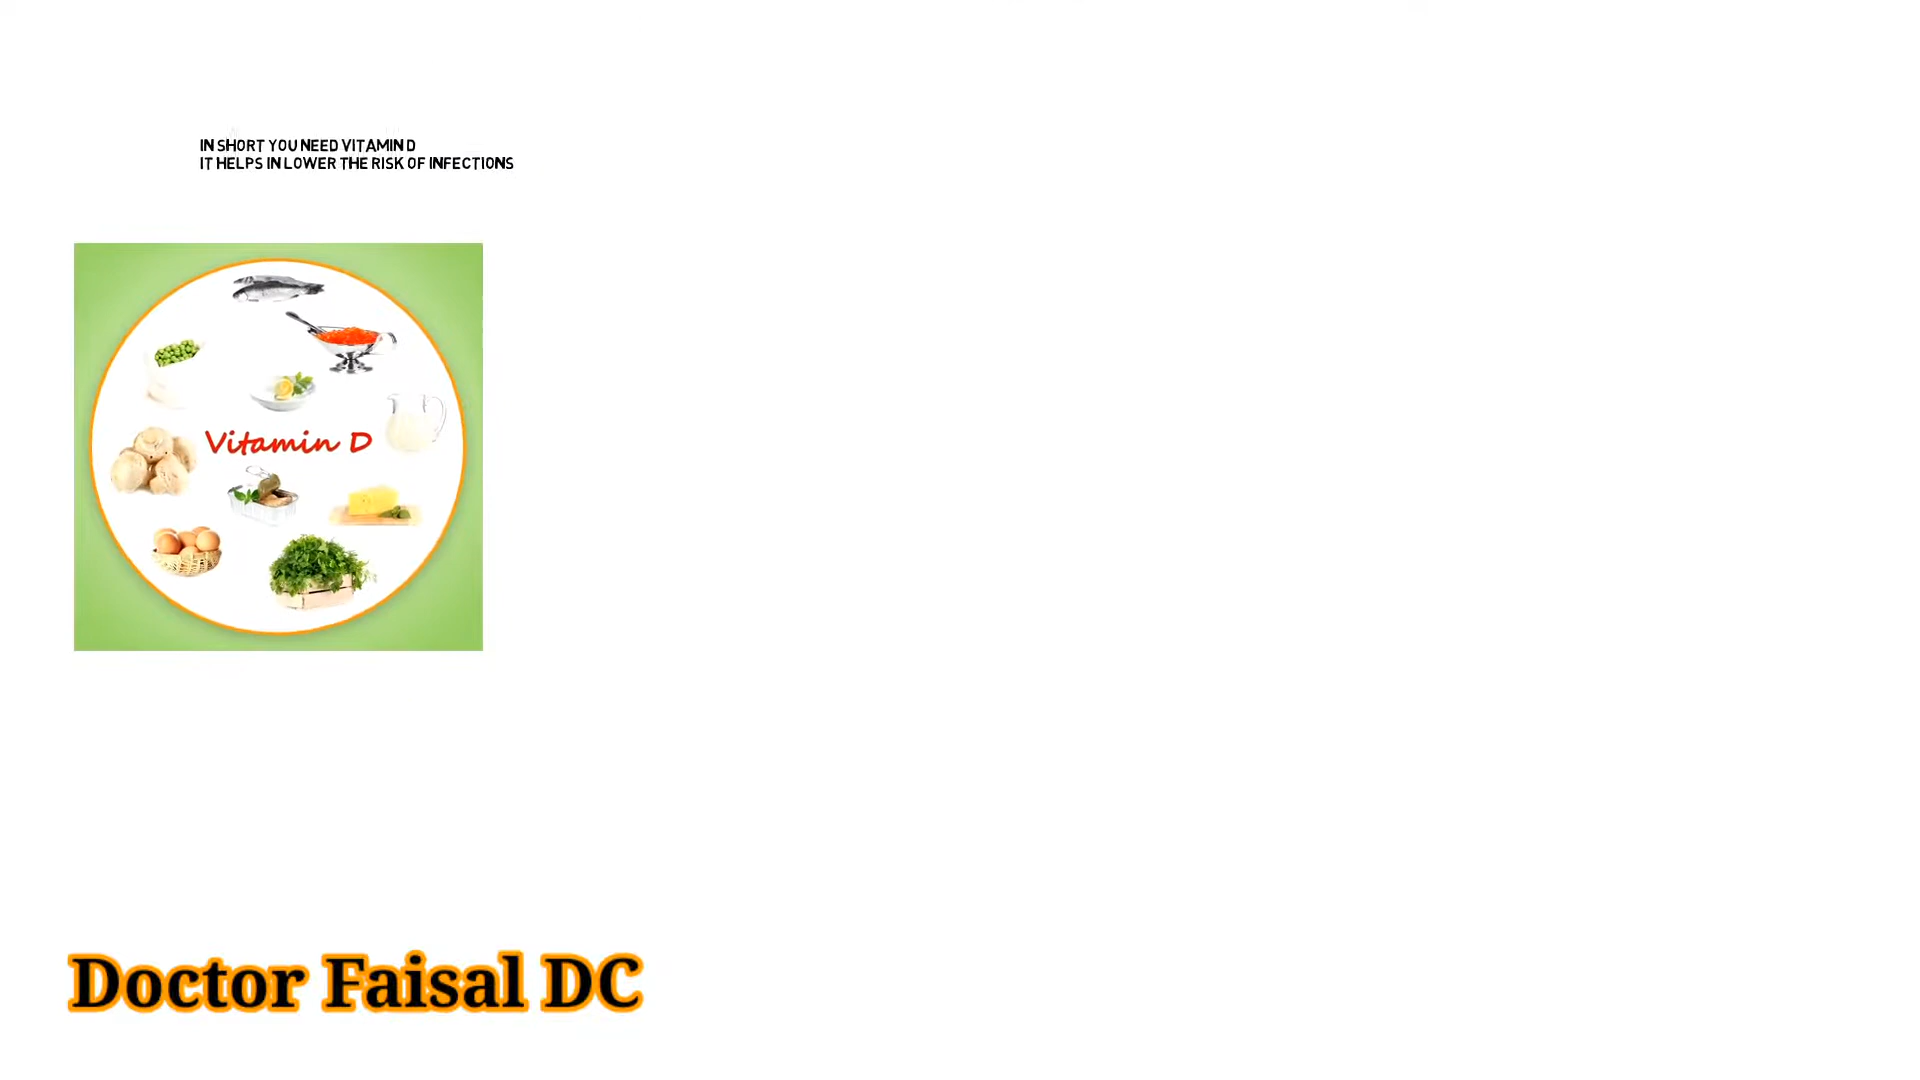 IN SHORT YOU NEED VITAMIN D
IT HELPS IN LOWER THE RISK OF INFECTIONS
Vitamin D
Doctor Faisal DC